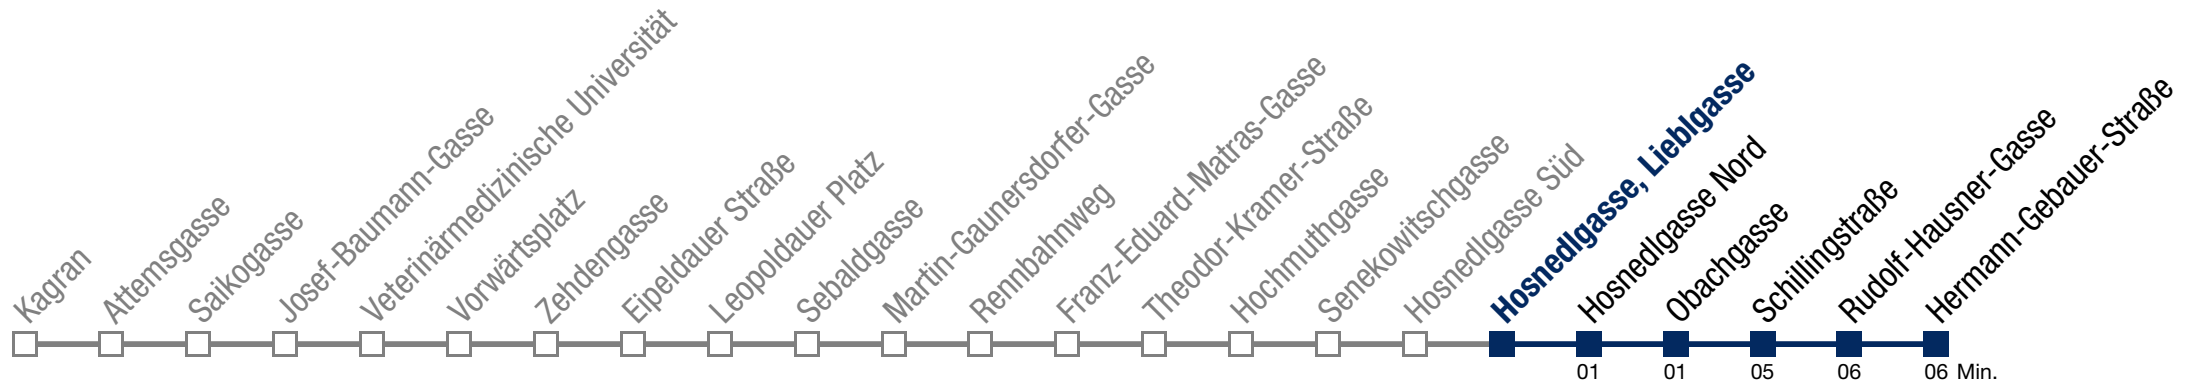 Kagran
Attemsgasse
Saikogasse
Josef-Baumann-Gasse
Veterinärmedizinische Universität
Vorwärtsplatz
Zehdengasse
Eipeldauer Straße
Leopoldauer Platz
Sebaldgasse
Martin-Gaunersdorfer-Gasse
Rennbahnweg
Franz-Eduard-Matras-Gasse
Theodor-Kramer-Straße
Hochmuthgasse
Senekowitschgasse
Hosnedlgasse Süd
Hosnedlgasse, Lieblgasse
Hosnedlgasse Nord
Obachgasse
Schillingstraße
Rudolf-Hausner-Gasse
Hermann-Gebauer-Straße
01 01 05 06 06 Min.